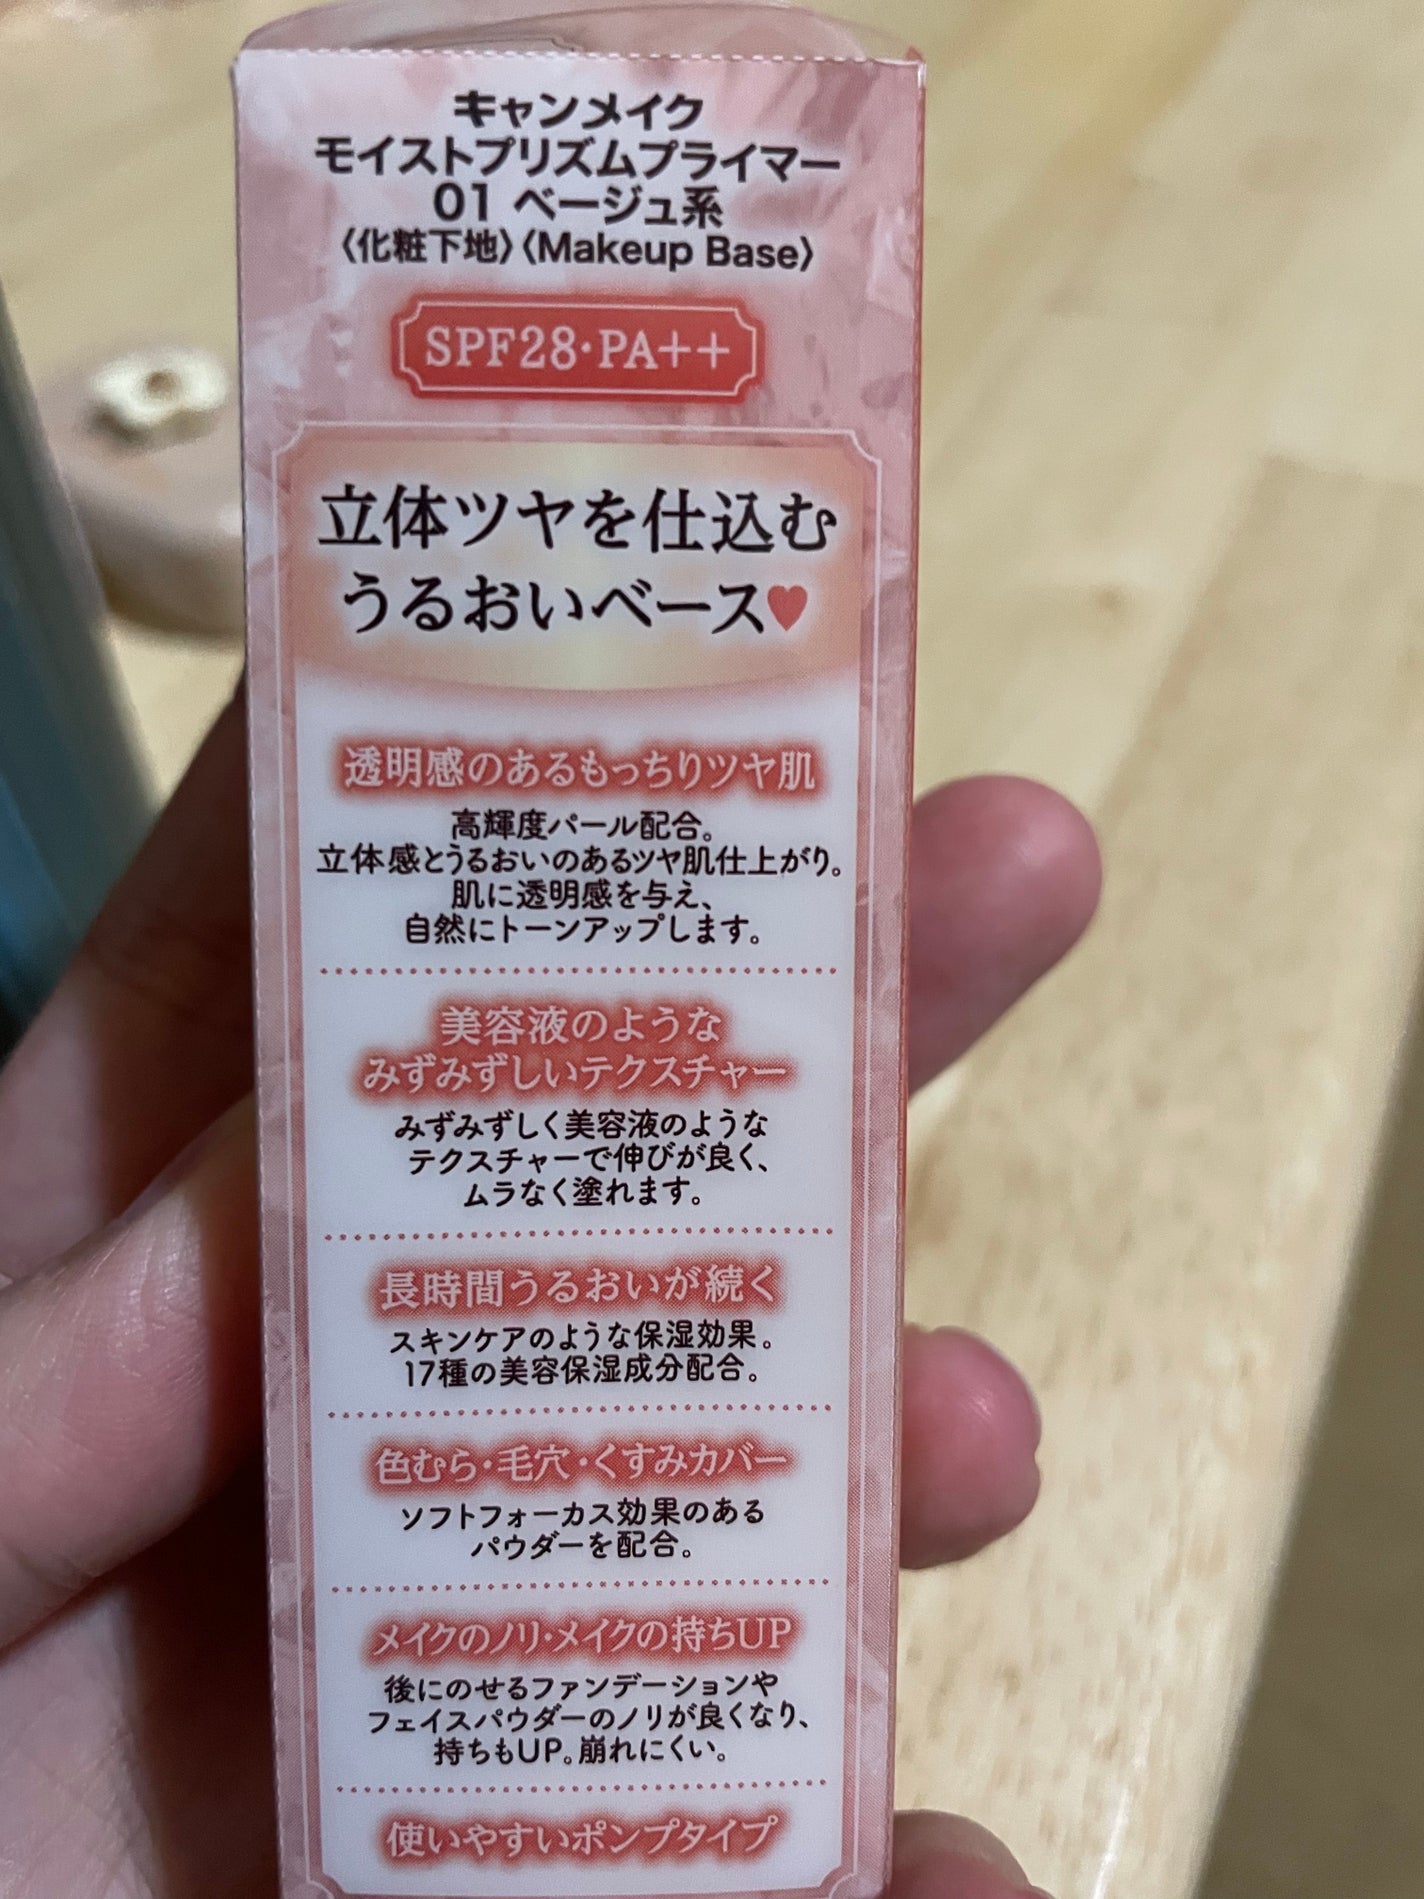 キャンメイク
モイストプリズムプライマー
01 ベージュ系
〈化粧下地〉〈Makeup Base〉
SPF28・PA++
立体ツヤを仕込む
うるおいベース♥
透明感のあるもっちりツヤ肌
高輝度パール配合。
立体感とうるおいのあるツヤ肌仕上がり。
肌に透明感を与え、
自然にトーンアップします。
美容液のような
みずみずしいテクスチャー
みずみずしく美容液のような
テクスチャーで伸びが良く、
ムラなく塗れます。
長時間うるおいが続く
スキンケアのような保湿効果。
17種の美容保湿成分配合。
色むら・毛穴・くすみカバー
ソフトフォーカス効果のある
パウダーを配合。
メイクのノリ・メイクの持ちUP
後にのせるファンデーションや
フェイスパウダーのノリが良くなり、
持ちもUP。崩れにくい。
使いやすいポンプタイプ